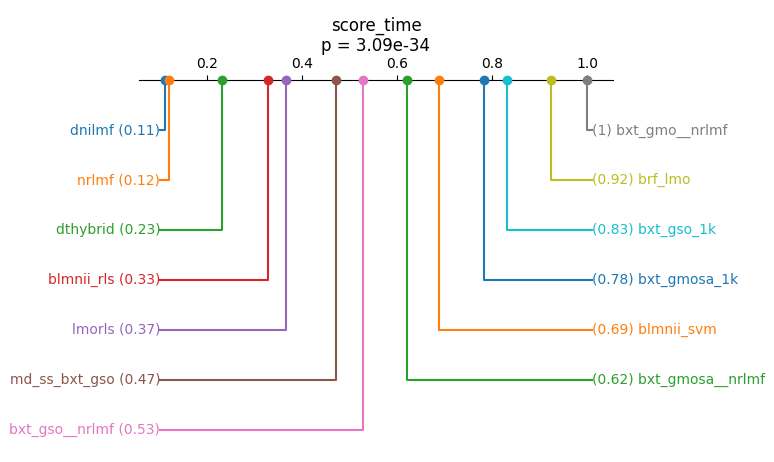 score_time
p = 3.09e-34
0.2 0.4 0.6 0.8 1.0
dnilmf (0.11)
(1) bxt_gmo__nrlmf
nrlmf (0.12)
(0.92) brf_lmo
dthybrid (0.23)
(0.83) bxt_gso_1k
blmnii_rls (0.33)
(0.78) bxt_gmosa_1k
lmorls (0.37)
(0.69) blmnii_svm
md_ss_bxt_gso (0.47)
(0.62) bxt_gmosa__nrlmf
bxt_gso__nrlmf (0.53)